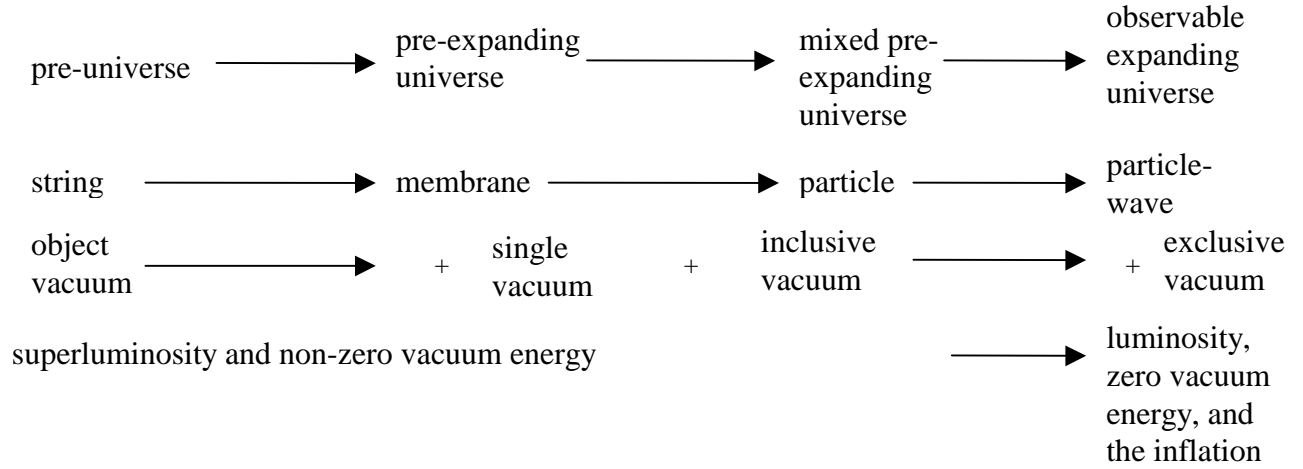 pre-universe
pre-expanding
universe
mixed pre-
expanding
universe
observable
expanding
universe
string
membrane
particle
particle-
wave
object
vacuum
+
single
vacuum
+
inclusive
vacuum
+
exclusive
vacuum
superluminosity and non-zero vacuum energy
luminosity,
zero vacuum
energy, and
the inflation